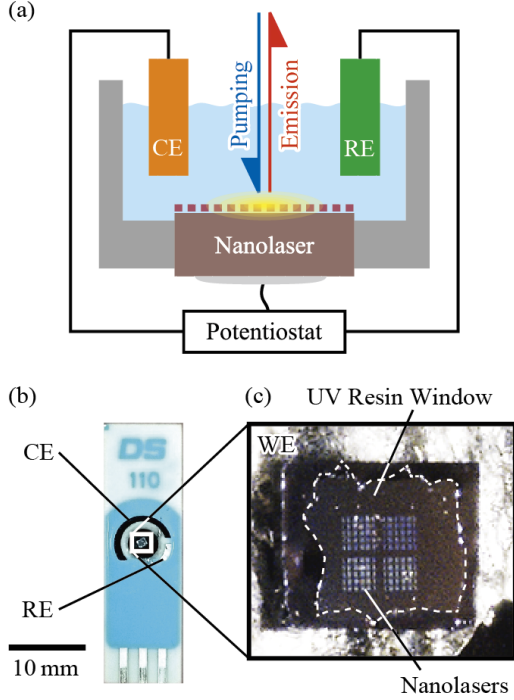 (a)
CE
Pumping
Emission
RE
Nanolaser
Potentiostat
(b)
(c)
UV Resin Window
CE
DS
110
WE
RE
10 mm
Nanolasers